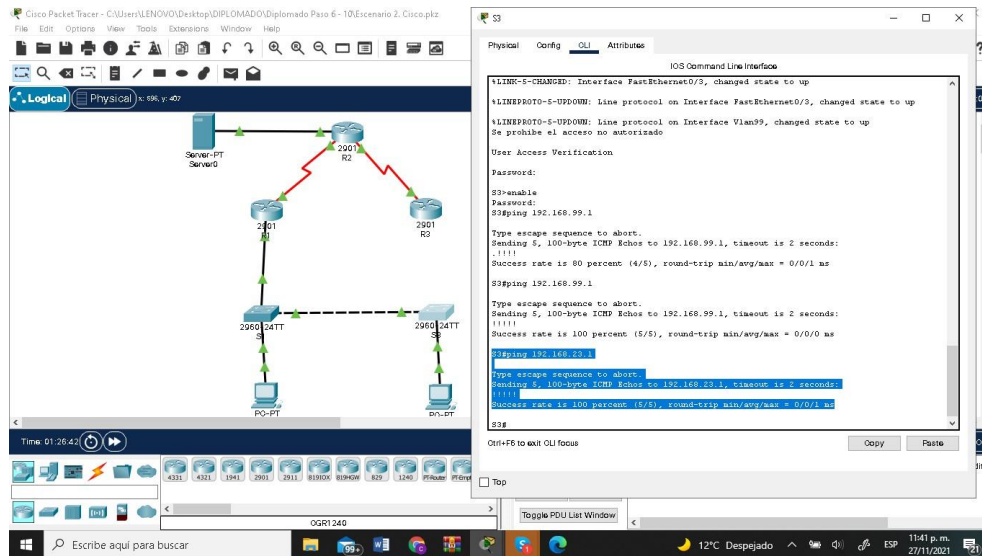 Cisco Packet Tracer - C:\Users\LENOVO\Desktop\DIPLOMADO\Diplomado Paso 6 - 10\Escenario 2. Cisco.pkz
File Edit Options View Tools Extensions Window Help
Logical Physical x: 696, y: 407
Server-PT
Server0
2901
R2
2901
R1
2901
R3
2960-24TT
S1
2960-24TT
PC-PT
PC-PT
Time: 01:26:42
4331 4321 1941 2901 2911 819IOX 819HGW 829 1240 PT-Router PT-Empt
OGR1240
S3
Physical Config CLI Attributes
IOS Command Line Interface
%LINK-5-CHANGED: Interface FastEthernet0/3, changed state to up
%LINEPROTO-5-UPDOWN: Line protocol on Interface FastEthernet0/3, changed state to up
%LINEPROTO-5-UPDOWN: Line protocol on Interface Vlan99, changed state to up
Se prohibe el acceso no autorizado
User Access Verification
Password:
S3>enable
Password:
S3#ping 192.168.99.1
Type escape sequence to abort.
Sending 5, 100-byte ICMP Echos to 192.168.99.1, timeout is 2 seconds:
.!!!!
Success rate is 80 percent (4/5), round-trip min/avg/max = 0/0/1 ms
S3#ping 192.168.99.1
Type escape sequence to abort.
Sending 5, 100-byte ICMP Echos to 192.168.99.1, timeout is 2 seconds:
!!!!!
Success rate is 100 percent (5/5), round-trip min/avg/max = 0/0/0 ms
S3#ping 192.168.23.1
Type escape sequence to abort.
Sending 5, 100-byte ICMP Echos to 192.168.23.1, timeout is 2 seconds:
!!!!!
Success rate is 100 percent (5/5), round-trip min/avg/max = 0/0/1 ms
S3#
Ctrl+F6 to exit CLI focus
Copy Paste
Top
Toggle PDU List Window
Escribe aquí para buscar
99+
12°C Despejado
ESP
11:41 p. m.
27/11/2021
21